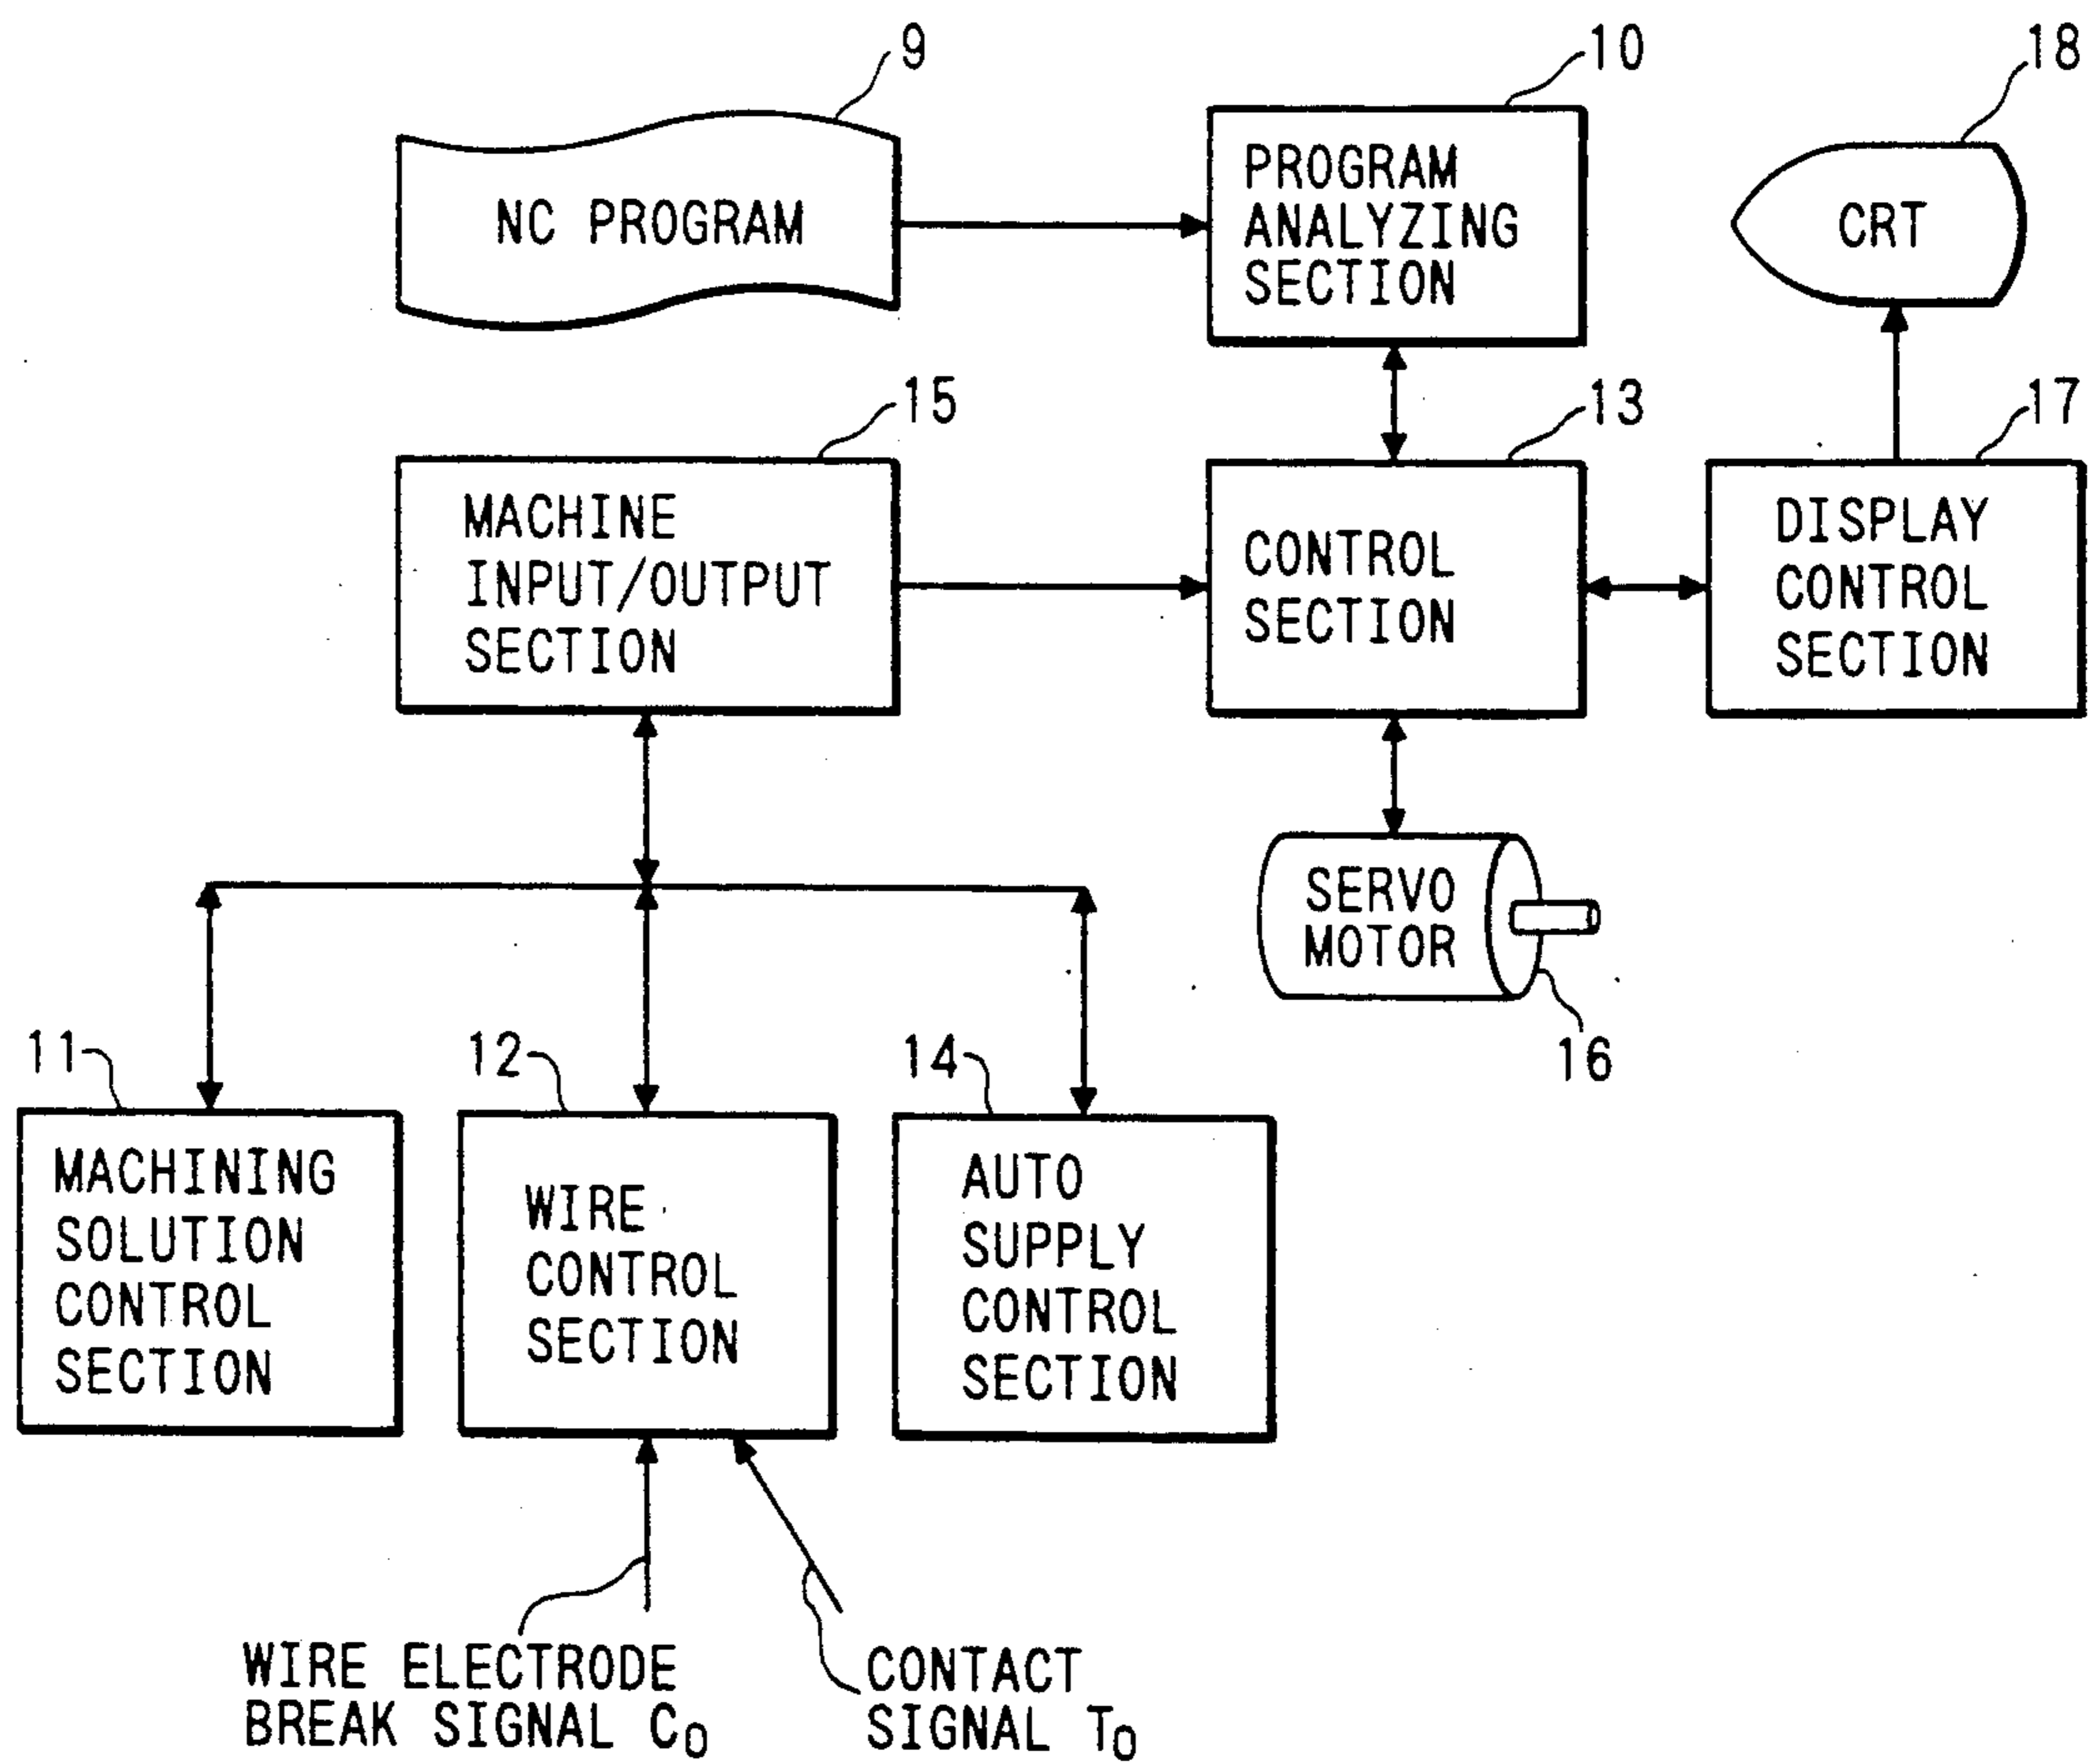 9
10
18
NC PROGRAM
PROGRAM
ANALYZING
SECTION
CRT
15
13
17
MACHINE
INPUT/OUTPUT
SECTION
CONTROL
SECTION
DISPLAY
CONTROL
SECTION
SERVO
MOTOR
16
11
12
14
MACHINING
SOLUTION
CONTROL
SECTION
WIRE
CONTROL
SECTION
AUTO
SUPPLY
CONTROL
SECTION
WIRE ELECTRODE
BREAK SIGNAL C0
CONTACT
SIGNAL T0